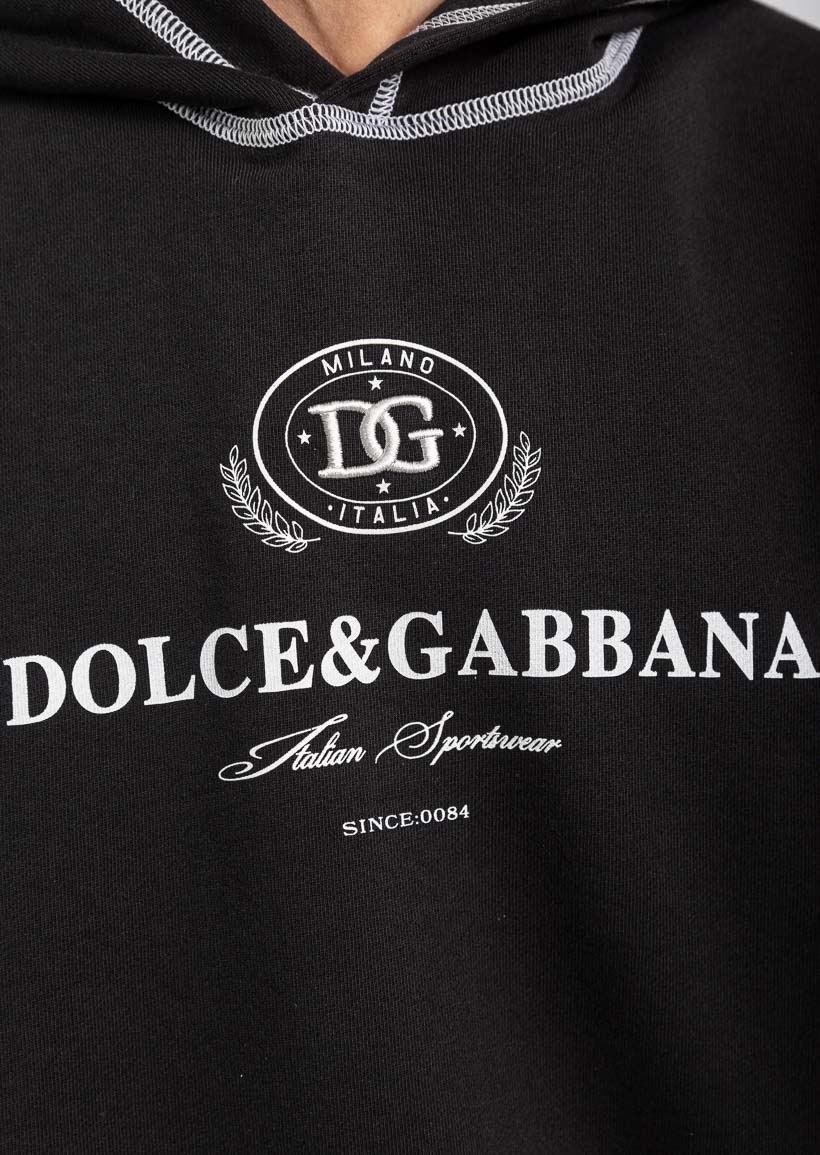 MILANO
DG
·ITALIA·
DOLCE&GABBANA
Italian Sportswear
SINCE:0084